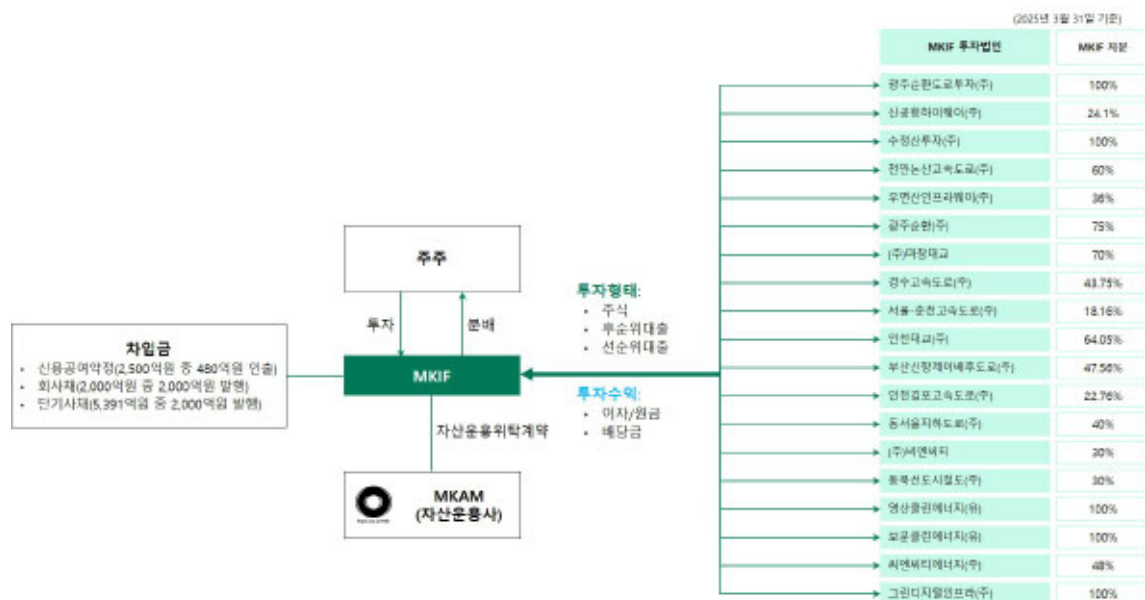 (2025년 3월 31일 기준)
MKIF 투자법인 MKIF 지분
광주순환도로투자(주) 100%
신공항하이웨이(주) 24.1%
수정산투자(주) 100%
천안논산고속도로(주) 60%
우면산인프라웨이(주) 36%
광주순환(주) 75%
(주)마창대교 70%
경수고속도로(주) 43.75%
서울-춘천고속도로(주) 18.16%
인천대교(주) 64.05%
부산신항제이배후도로(주) 47.56%
인천김포고속도로(주) 22.76%
동서울지하도로(주) 40%
(주)비엔씨티 30%
동북선도시철도(주) 30%
영산클린에너지(유) 100%
보문클린에너지(유) 100%
씨엔씨티에너지(주) 48%
그린디지털인프라(주) 100%
주주
투자
분배
투자형태:
• 주식
• 후순위대출
• 선순위대출
차입금
• 신용공여약정(2,500억원 중 480억원 인출)
• 회사채(2,000억원 중 2,000억원 발행)
• 단기사채(5,391억원 중 2,000억원 발행)
MKIF
투자수익:
• 이자/원금
• 배당금
자산운용위탁계약
MKAM
(자산운용사)